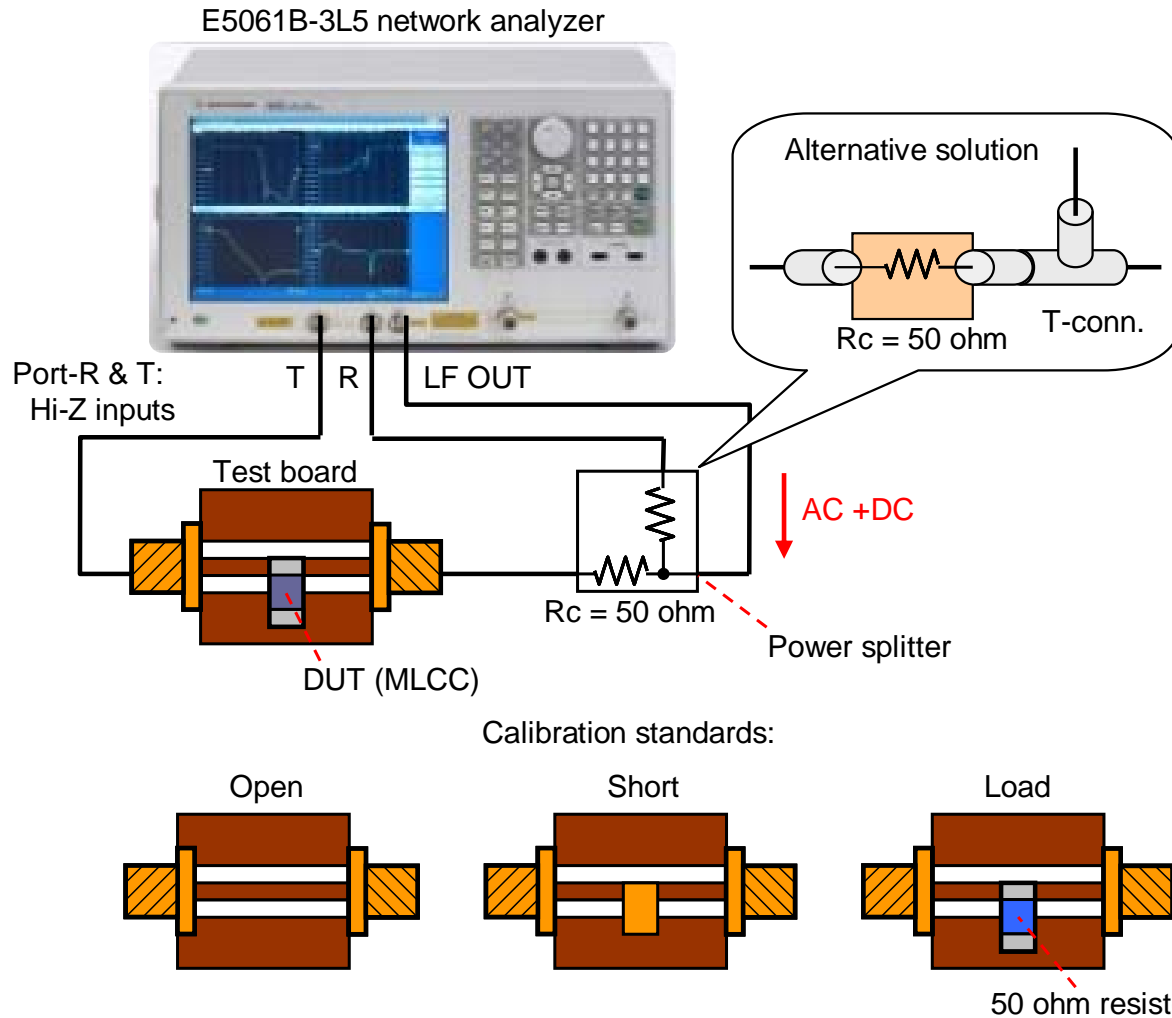 E5061B-3L5 network analyzer
Alternative solution
Rc = 50 ohm
T-conn.
Port-R & T:
Hi-Z inputs
T
R
LF OUT
Test board
AC +DC
Rc = 50 ohm
Power splitter
DUT (MLCC)
Calibration standards:
Open
Short
Load
50 ohm resist